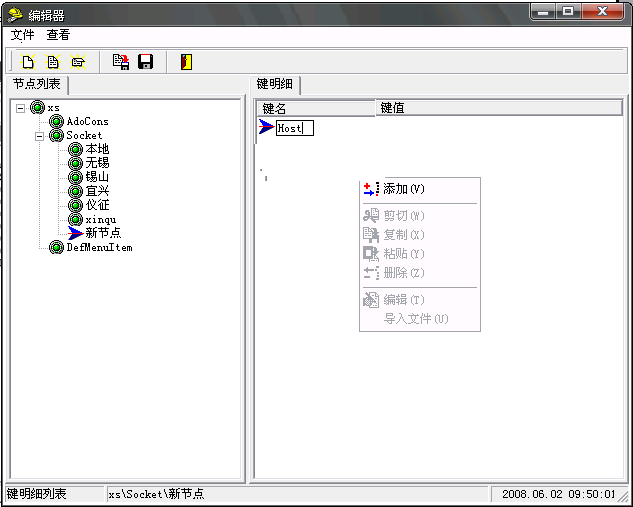 编辑器
文件 查看
节点列表 键明细
键名 键值
xs
AdoCons
Socket
本地
无锡
锡山
宜兴
仪征
xinqu
新节点
DefMenuItem
Host
添加(V)
剪切(W)
复制(X)
粘贴(Y)
删除(Z)
编辑(T)
导入文件(U)
键明细列表 xs\Socket\新节点 2008.06.02 09:50:01